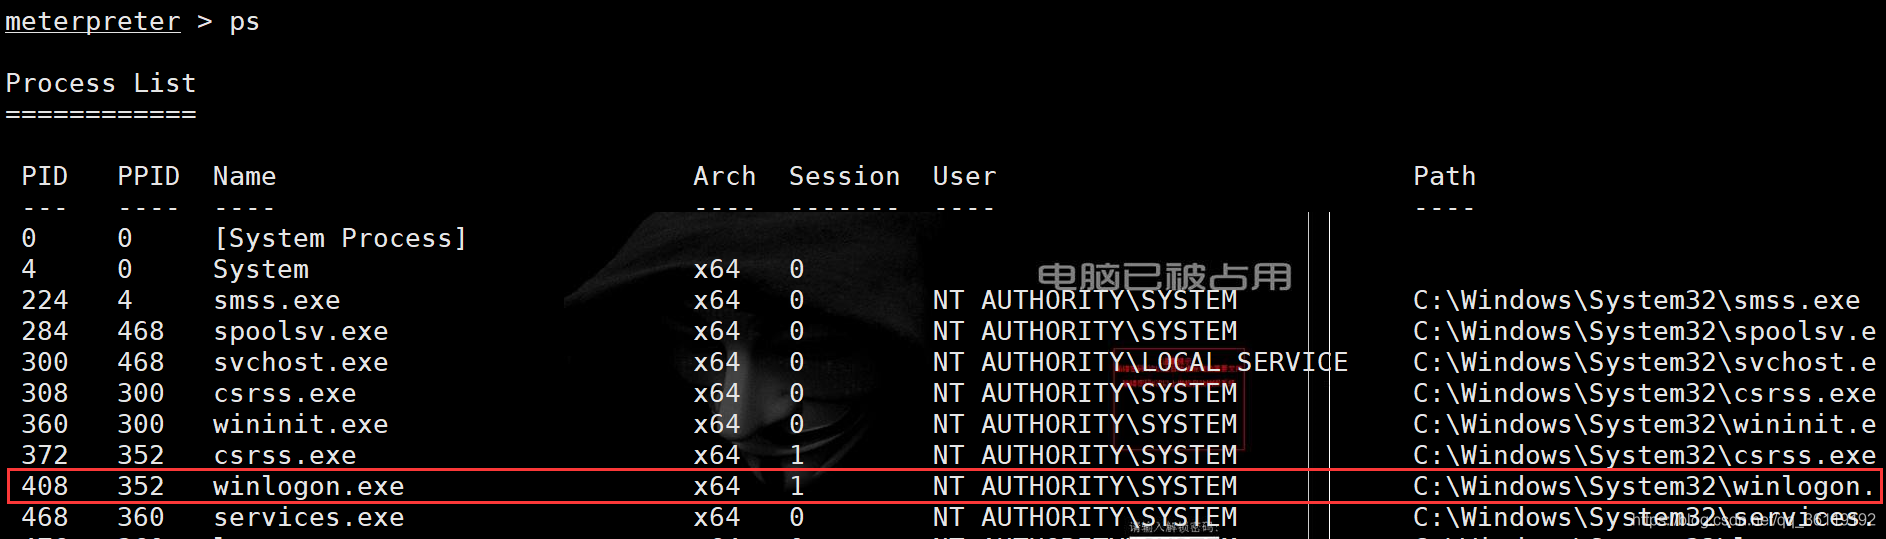 meterpreter > ps
Process List
============
PID PPID Name Arch Session User Path
--- ---- ---- ---- ------- ---- ----
0 0 [System Process]
4 0 System x64 0
电脑已被占用
224 4 smss.exe x64 0 NT AUTHORITY\SYSTEM C:\Windows\System32\smss.exe
284 468 spoolsv.exe x64 0 NT AUTHORITY\SYSTEM C:\Windows\System32\spoolsv.e
300 468 svchost.exe x64 0 NT AUTHORITY\LOCAL SERVICE C:\Windows\System32\svchost.e
308 300 csrss.exe x64 0 NT AUTHORITY\SYSTEM C:\Windows\System32\csrss.exe
360 300 wininit.exe x64 0 NT AUTHORITY\SYSTEM C:\Windows\System32\wininit.e
372 352 csrss.exe x64 1 NT AUTHORITY\SYSTEM C:\Windows\System32\csrss.exe
408 352 winlogon.exe x64 1 NT AUTHORITY\SYSTEM C:\Windows\System32\winlogon.
468 360 services.exe x64 0 NT AUTHORITY\SYSTEM C:\Windows\System32\services.
请输入解锁密码:
https://blog.csdn.net/qq_36119192